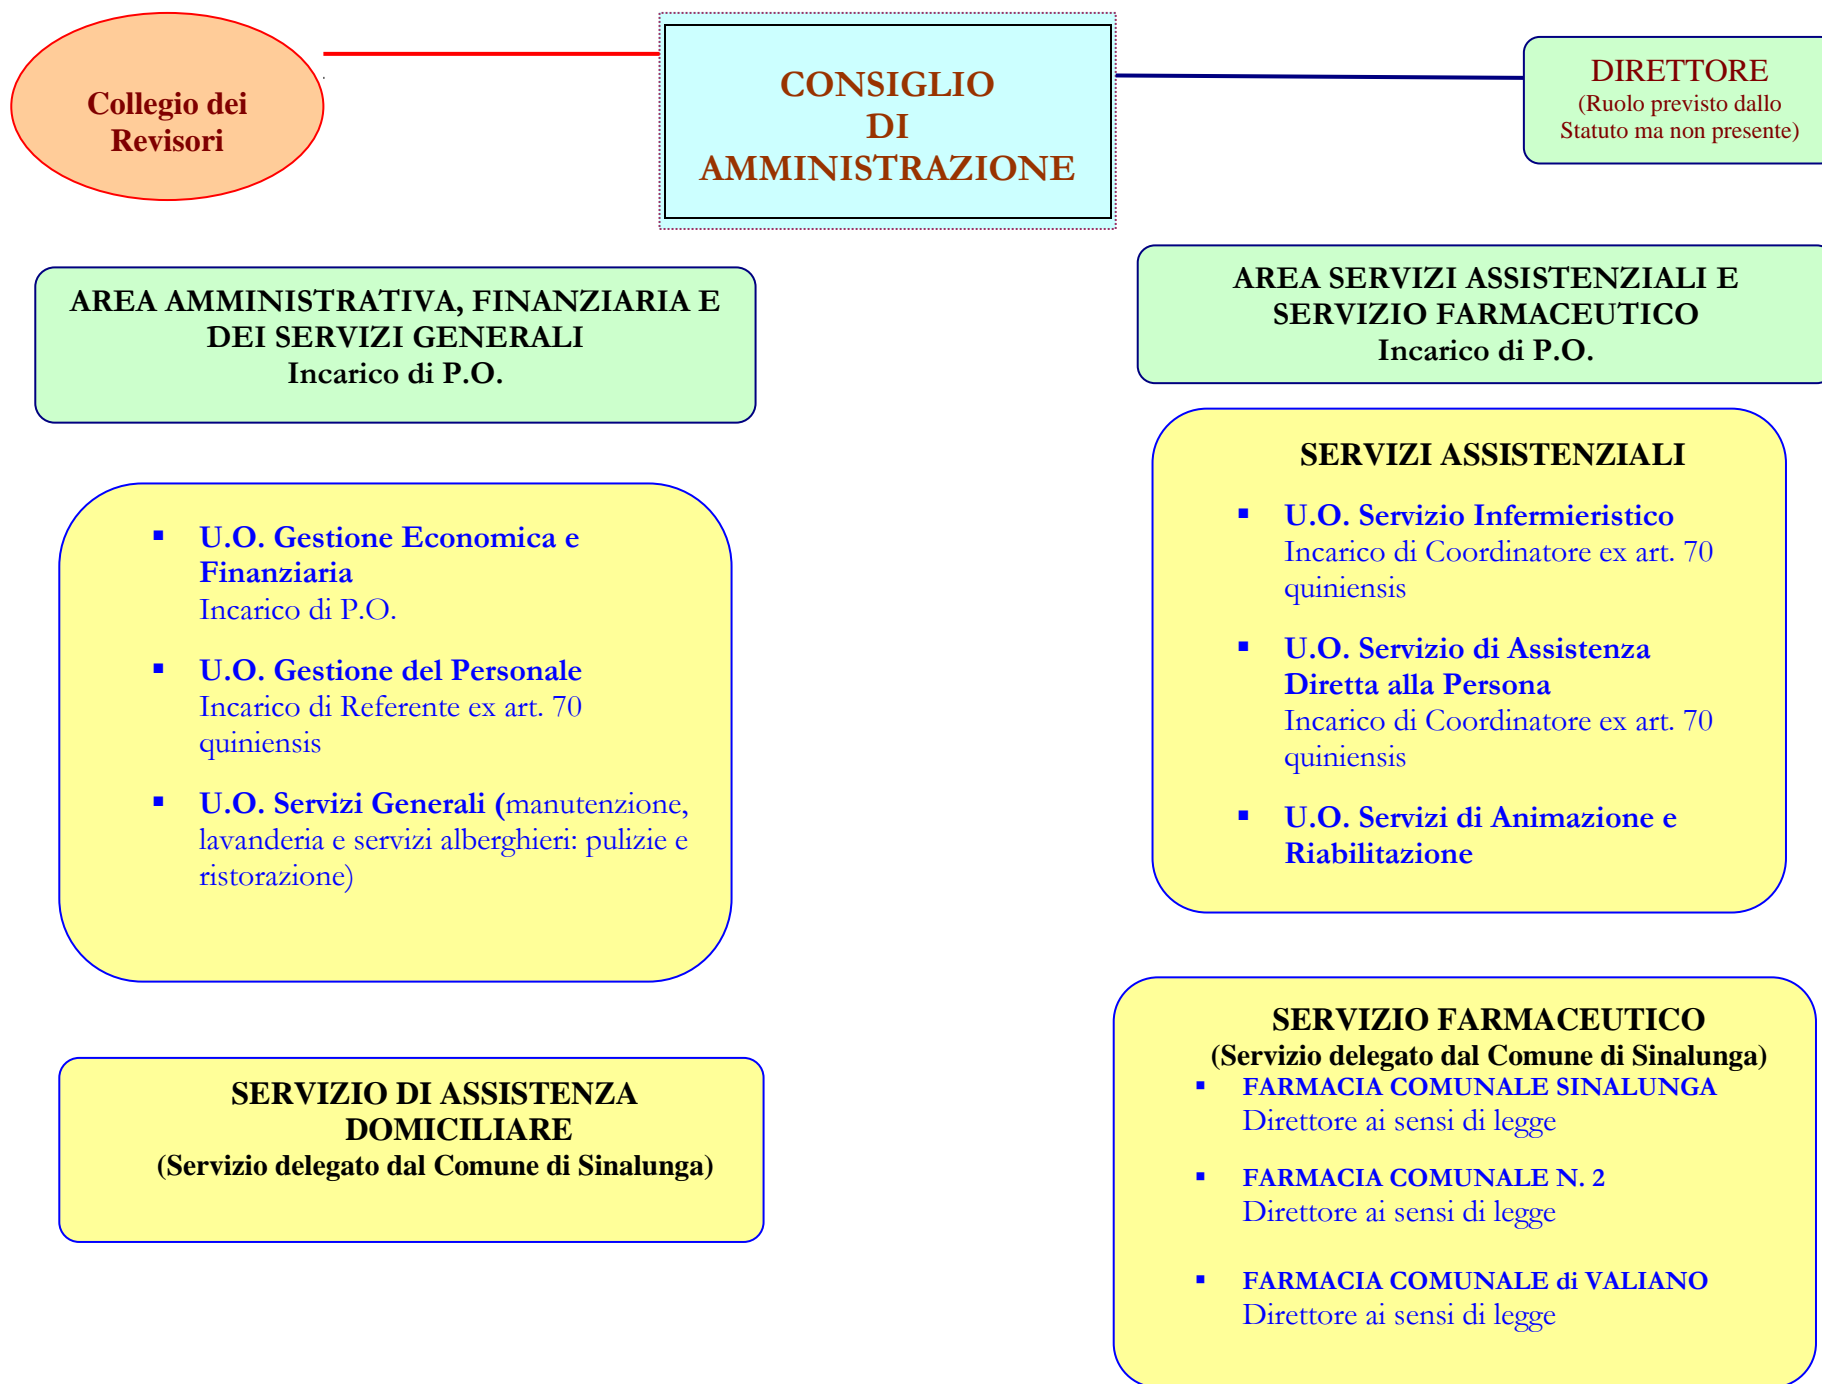 Collegio dei
Revisori
CONSIGLIO
DI
AMMINISTRAZIONE
DIRETTORE
(Ruolo previsto dallo
Statuto ma non presente)
AREA AMMINISTRATIVA, FINANZIARIA E
DEI SERVIZI GENERALI
Incarico di P.O.
▪ U.O. Gestione Economica e
Finanziaria
Incarico di P.O.
▪ U.O. Gestione del Personale
Incarico di Referente ex art. 70
quiniensis
▪ U.O. Servizi Generali (manutenzione,
lavanderia e servizi alberghieri: pulizie e
ristorazione)
SERVIZIO DI ASSISTENZA
DOMICILIARE
(Servizio delegato dal Comune di Sinalunga)
AREA SERVIZI ASSISTENZIALI E
SERVIZIO FARMACEUTICO
Incarico di P.O.
SERVIZI ASSISTENZIALI
▪ U.O. Servizio Infermieristico
Incarico di Coordinatore ex art. 70
quiniensis
▪ U.O. Servizio di Assistenza
Diretta alla Persona
Incarico di Coordinatore ex art. 70
quiniensis
▪ U.O. Servizi di Animazione e
Riabilitazione
SERVIZIO FARMACEUTICO
(Servizio delegato dal Comune di Sinalunga)
▪ FARMACIA COMUNALE SINALUNGA
Direttore ai sensi di legge
▪ FARMACIA COMUNALE N. 2
Direttore ai sensi di legge
▪ FARMACIA COMUNALE di VALIANO
Direttore ai sensi di legge